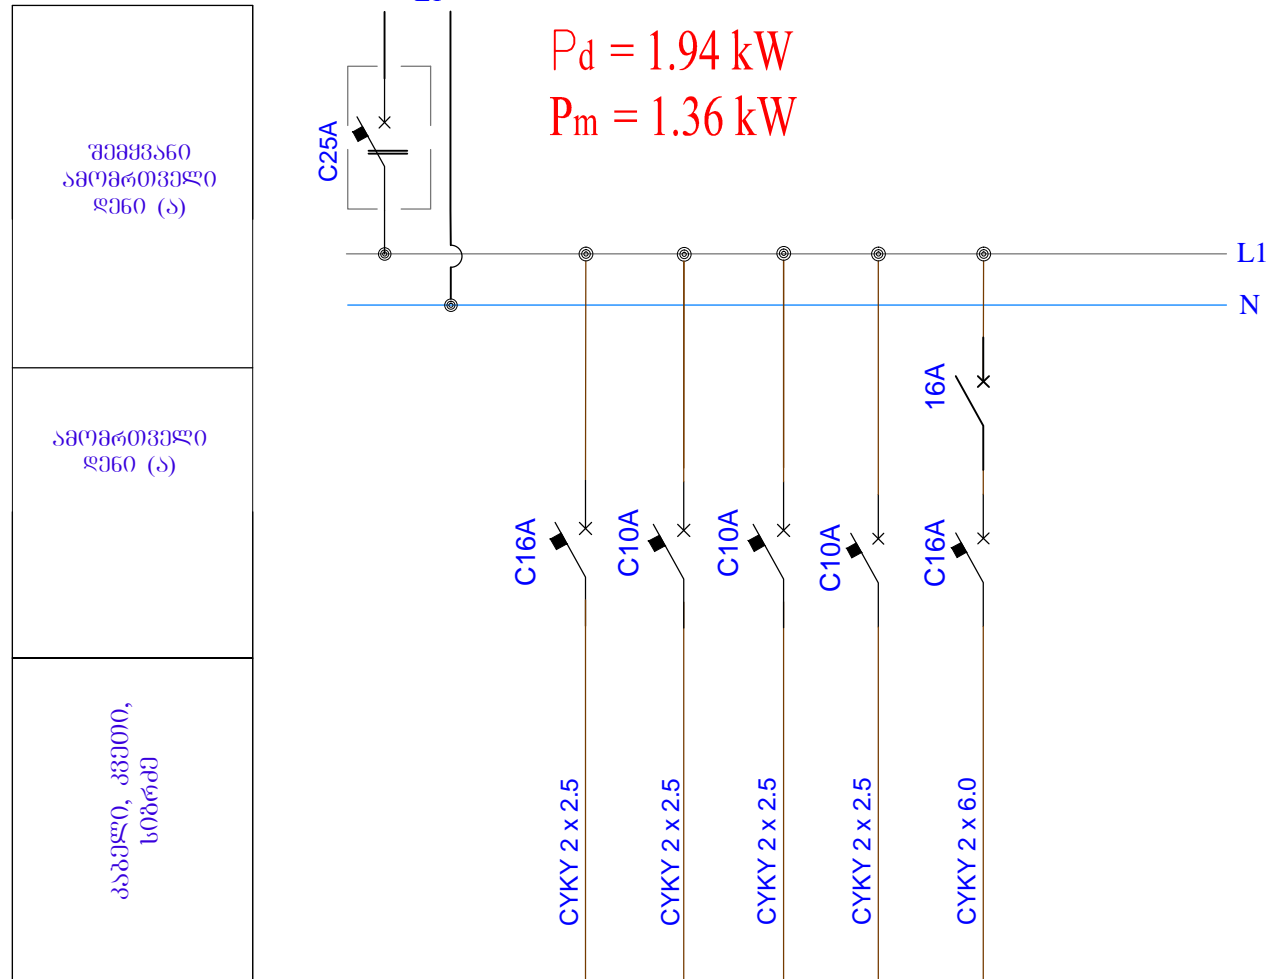 Pd = 1.94 kW
Pm = 1.36 kW
C25A
შემყვანი
ამომრთველი
დენი (ა)
L1
N
16A
ამომრთველი
დენი (ა)
C16A
C10A
C10A
C10A
C16A
კაბელი, კვეთი,
სიგრძე
CYKY 2 x 2.5
CYKY 2 x 2.5
CYKY 2 x 2.5
CYKY 2 x 2.5
CYKY 2 x 6.0